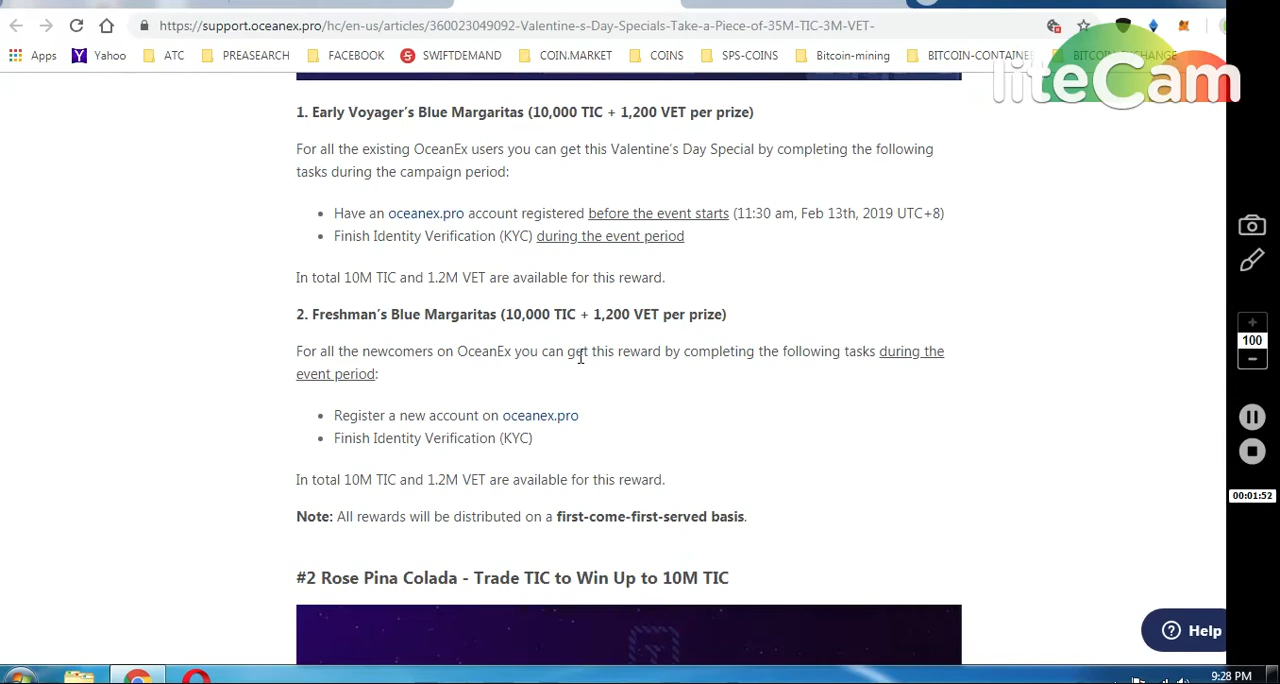 https://support.oceanex.pro/hc/en-us/articles/360023049092-Valentine-s-Day-Specials-Take-a-Piece-of-35M-TIC-3M-VET-
Apps Yahoo ATC PREASEARCH FACEBOOK SWIFTDEMAND COIN.MARKET COINS SPS-COINS Bitcoin-mining BITCOIN-CONTAINE BITCOIN-EXCHANGE
liteCam
1. Early Voyager's Blue Margaritas (10,000 TIC + 1,200 VET per prize)
For all the existing OceanEx users you can get this Valentine's Day Special by completing the following
tasks during the campaign period:
• Have an oceanex.pro account registered before the event starts (11:30 am, Feb 13th, 2019 UTC+8)
• Finish Identity Verification (KYC) during the event period
In total 10M TIC and 1.2M VET are available for this reward.
2. Freshman's Blue Margaritas (10,000 TIC + 1,200 VET per prize)
For all the newcomers on OceanEx you can get this reward by completing the following tasks during the
event period:
• Register a new account on oceanex.pro
• Finish Identity Verification (KYC)
In total 10M TIC and 1.2M VET are available for this reward.
Note: All rewards will be distributed on a first-come-first-served basis.
#2 Rose Pina Colada - Trade TIC to Win Up to 10M TIC
100
00:01:52
Help
9:28 PM